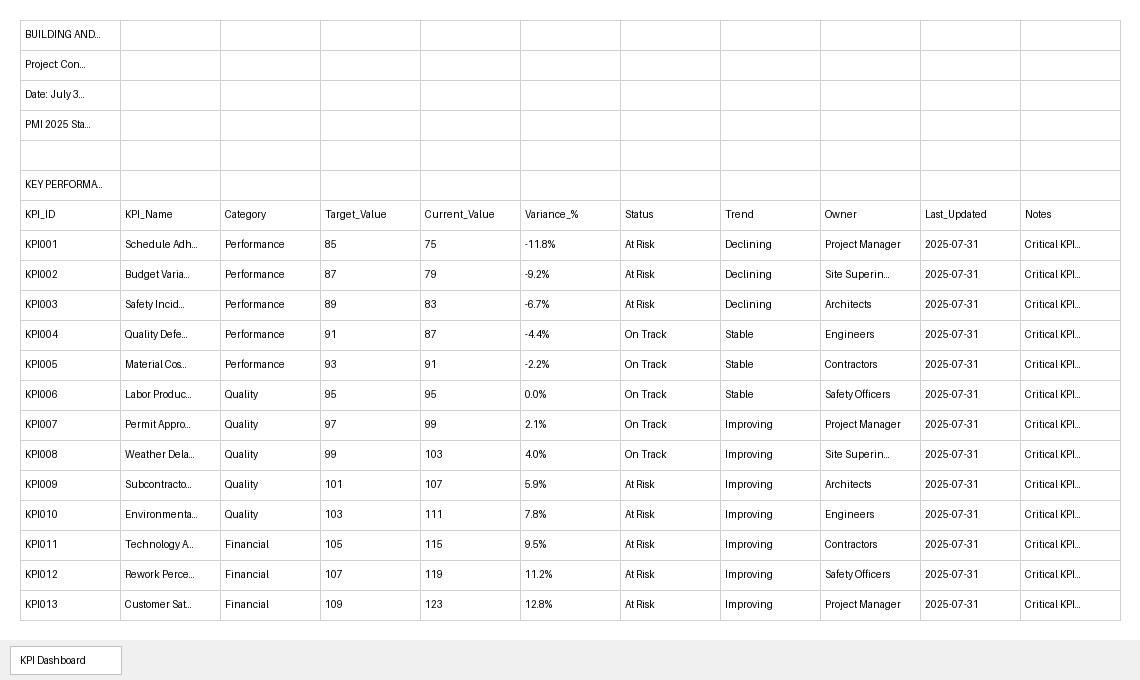 BUILDING AND...
Project: Con...
Date: July 3...
PMI 2025 Sta...
KEY PERFORMA...
KPI_ID KPI_Name Category Target_Value Current_Value Variance_% Status Trend Owner Last_Updated Notes
KPI001 Schedule Adh... Performance 85 75 -11.8% At Risk Declining Project Manager 2025-07-31 Critical KPI...
KPI002 Budget Varia... Performance 87 79 -9.2% At Risk Declining Site Superin... 2025-07-31 Critical KPI...
KPI003 Safety Incid... Performance 89 83 -6.7% At Risk Declining Architects 2025-07-31 Critical KPI...
KPI004 Quality Defe... Performance 91 87 -4.4% On Track Stable Engineers 2025-07-31 Critical KPI...
KPI005 Material Cos... Performance 93 91 -2.2% On Track Stable Contractors 2025-07-31 Critical KPI...
KPI006 Labor Produc... Quality 95 95 0.0% On Track Stable Safety Officers 2025-07-31 Critical KPI...
KPI007 Permit Appro... Quality 97 99 2.1% On Track Improving Project Manager 2025-07-31 Critical KPI...
KPI008 Weather Dela... Quality 99 103 4.0% On Track Improving Site Superin... 2025-07-31 Critical KPI...
KPI009 Subcontracto... Quality 101 107 5.9% At Risk Improving Architects 2025-07-31 Critical KPI...
KPI010 Environmenta... Quality 103 111 7.8% At Risk Improving Engineers 2025-07-31 Critical KPI...
KPI011 Technology A... Financial 105 115 9.5% At Risk Improving Contractors 2025-07-31 Critical KPI...
KPI012 Rework Perce... Financial 107 119 11.2% At Risk Improving Safety Officers 2025-07-31 Critical KPI...
KPI013 Customer Sat... Financial 109 123 12.8% At Risk Improving Project Manager 2025-07-31 Critical KPI...
KPI Dashboard